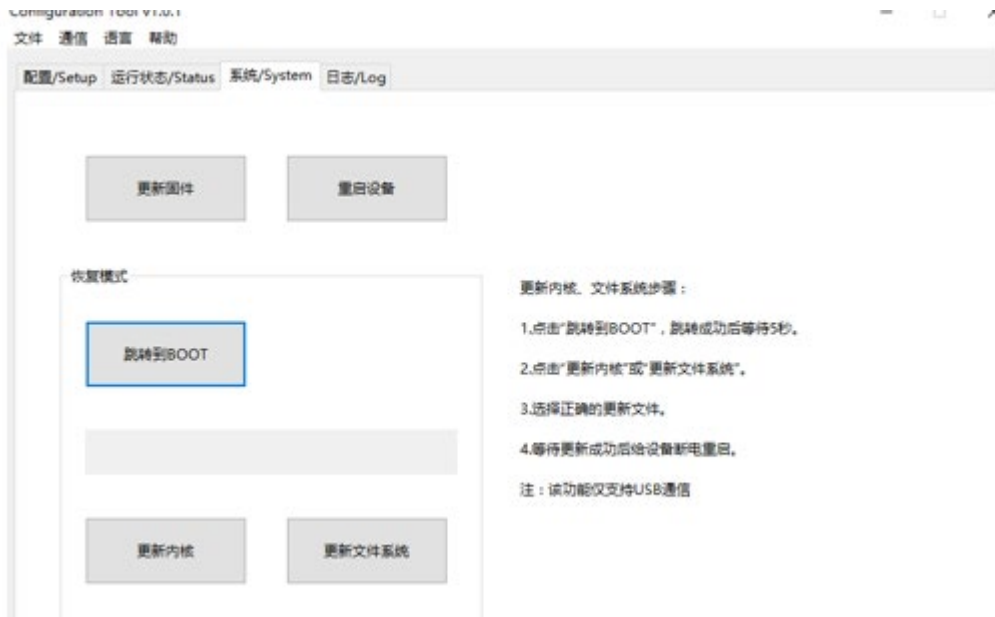 Configuration Tool v1.0.1
文件 通信 语言 帮助
配置/Setup 运行状态/Status 系统/System 日志/Log
更新固件 重启设备
恢复模式
跳转到BOOT
更新内核 更新文件系统
更新内核、文件系统步骤：
1.点击"跳转到BOOT"，跳转成功后等待5秒。
2.点击"更新内核"或"更新文件系统"。
3.选择正确的更新文件。
4.等待更新成功后给设备断电重启。
注：该功能仅支持USB通信